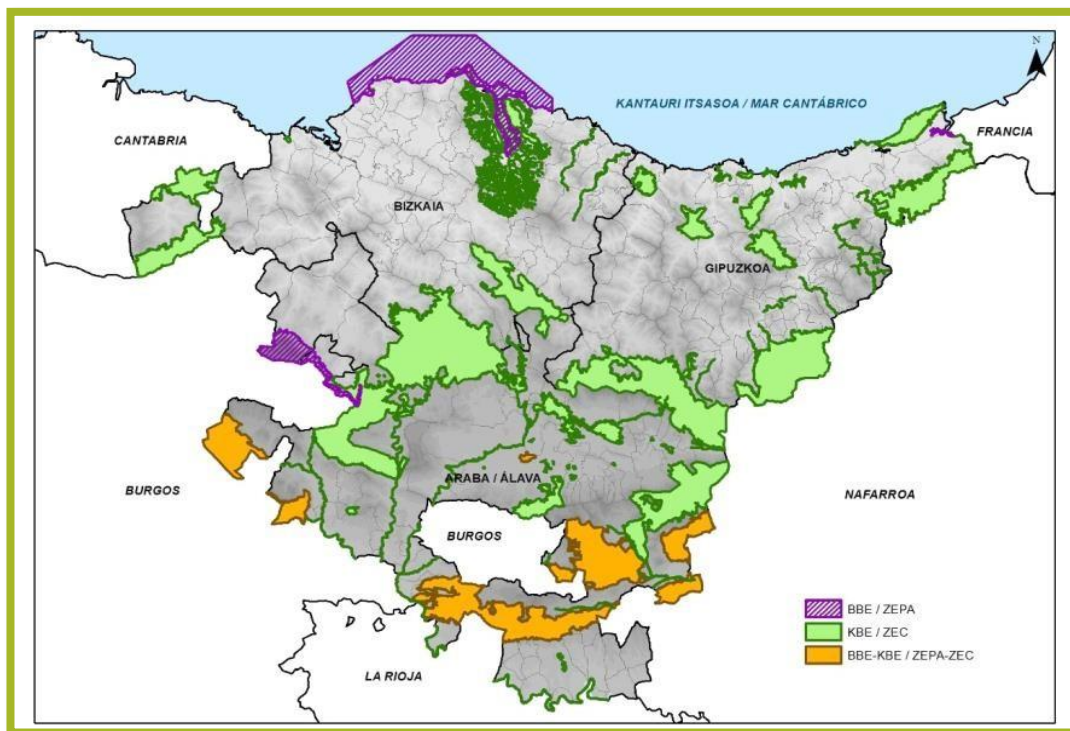 N
KANTAURI ITSASOA / MAR CANTÁBRICO
CANTABRIA
FRANCIA
BIZKAIA
GIPUZKOA
ARABA / ÁLAVA
BURGOS
NAFARROA
BURGOS
LA RIOJA
BBE / ZEPA
KBE / ZEC
BBE-KBE / ZEPA-ZEC